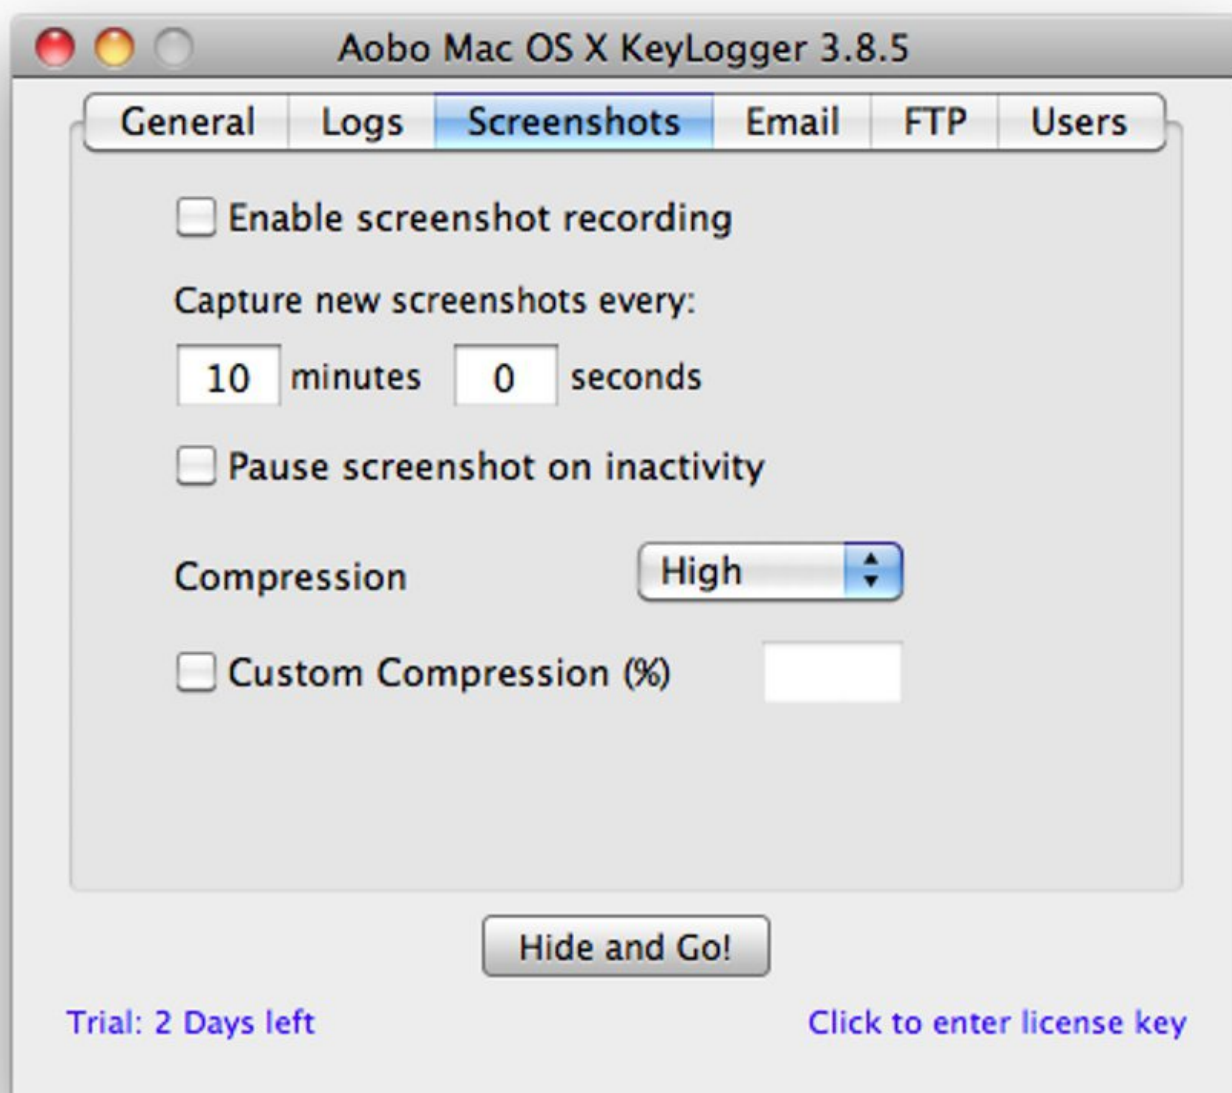 Aobo Mac OS X KeyLogger 3.8.5
General Logs Screenshots Email FTP Users
Enable screenshot recording
Capture new screenshots every:
10 minutes 0 seconds
Pause screenshot on inactivity
Compression High
Custom Compression (%)
Hide and Go!
Trial: 2 Days left Click to enter license key